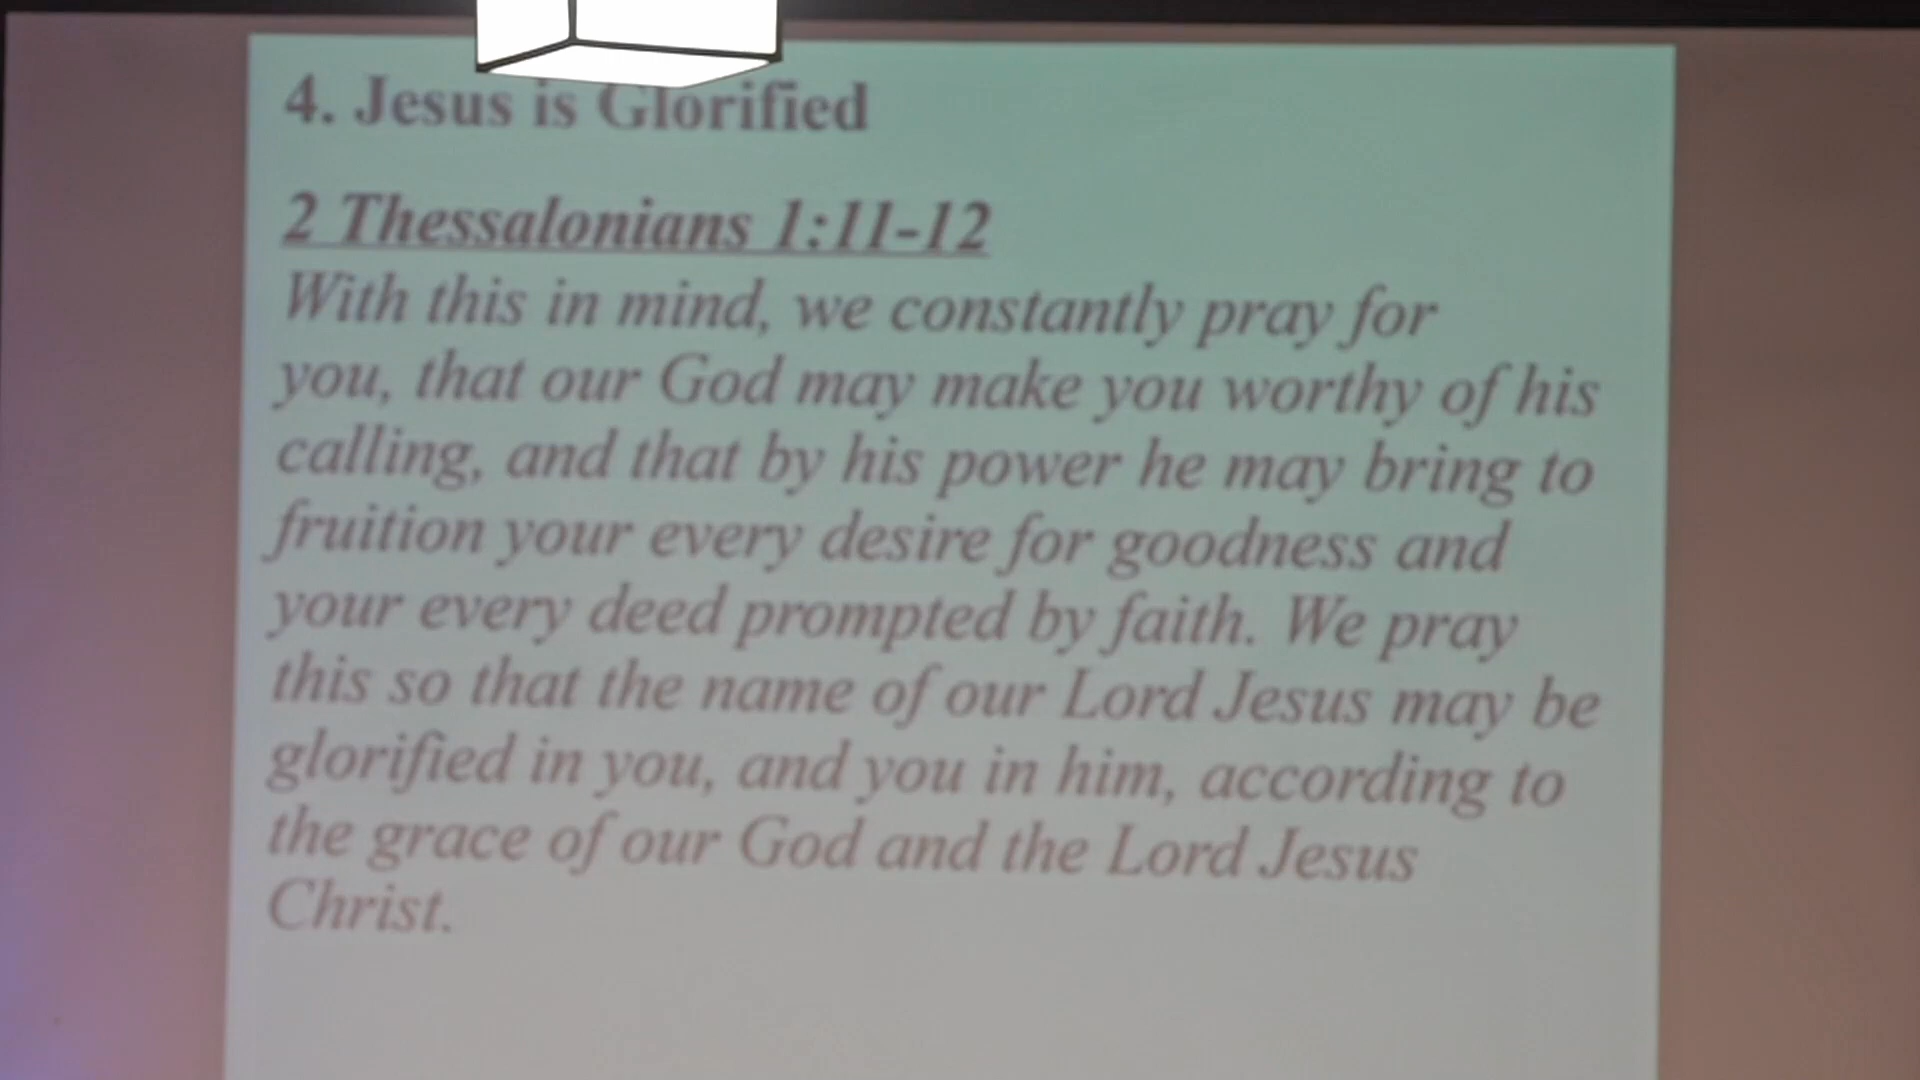 4. Jesus is Glorified
2 Thessalonians 1:11-12
With this in mind, we constantly pray for
you, that our God may make you worthy of his
calling, and that by his power he may bring to
fruition your every desire for goodness and
your every deed prompted by faith. We pray
this so that the name of our Lord Jesus may be
glorified in you, and you in him, according to
the grace of our God and the Lord Jesus
Christ.